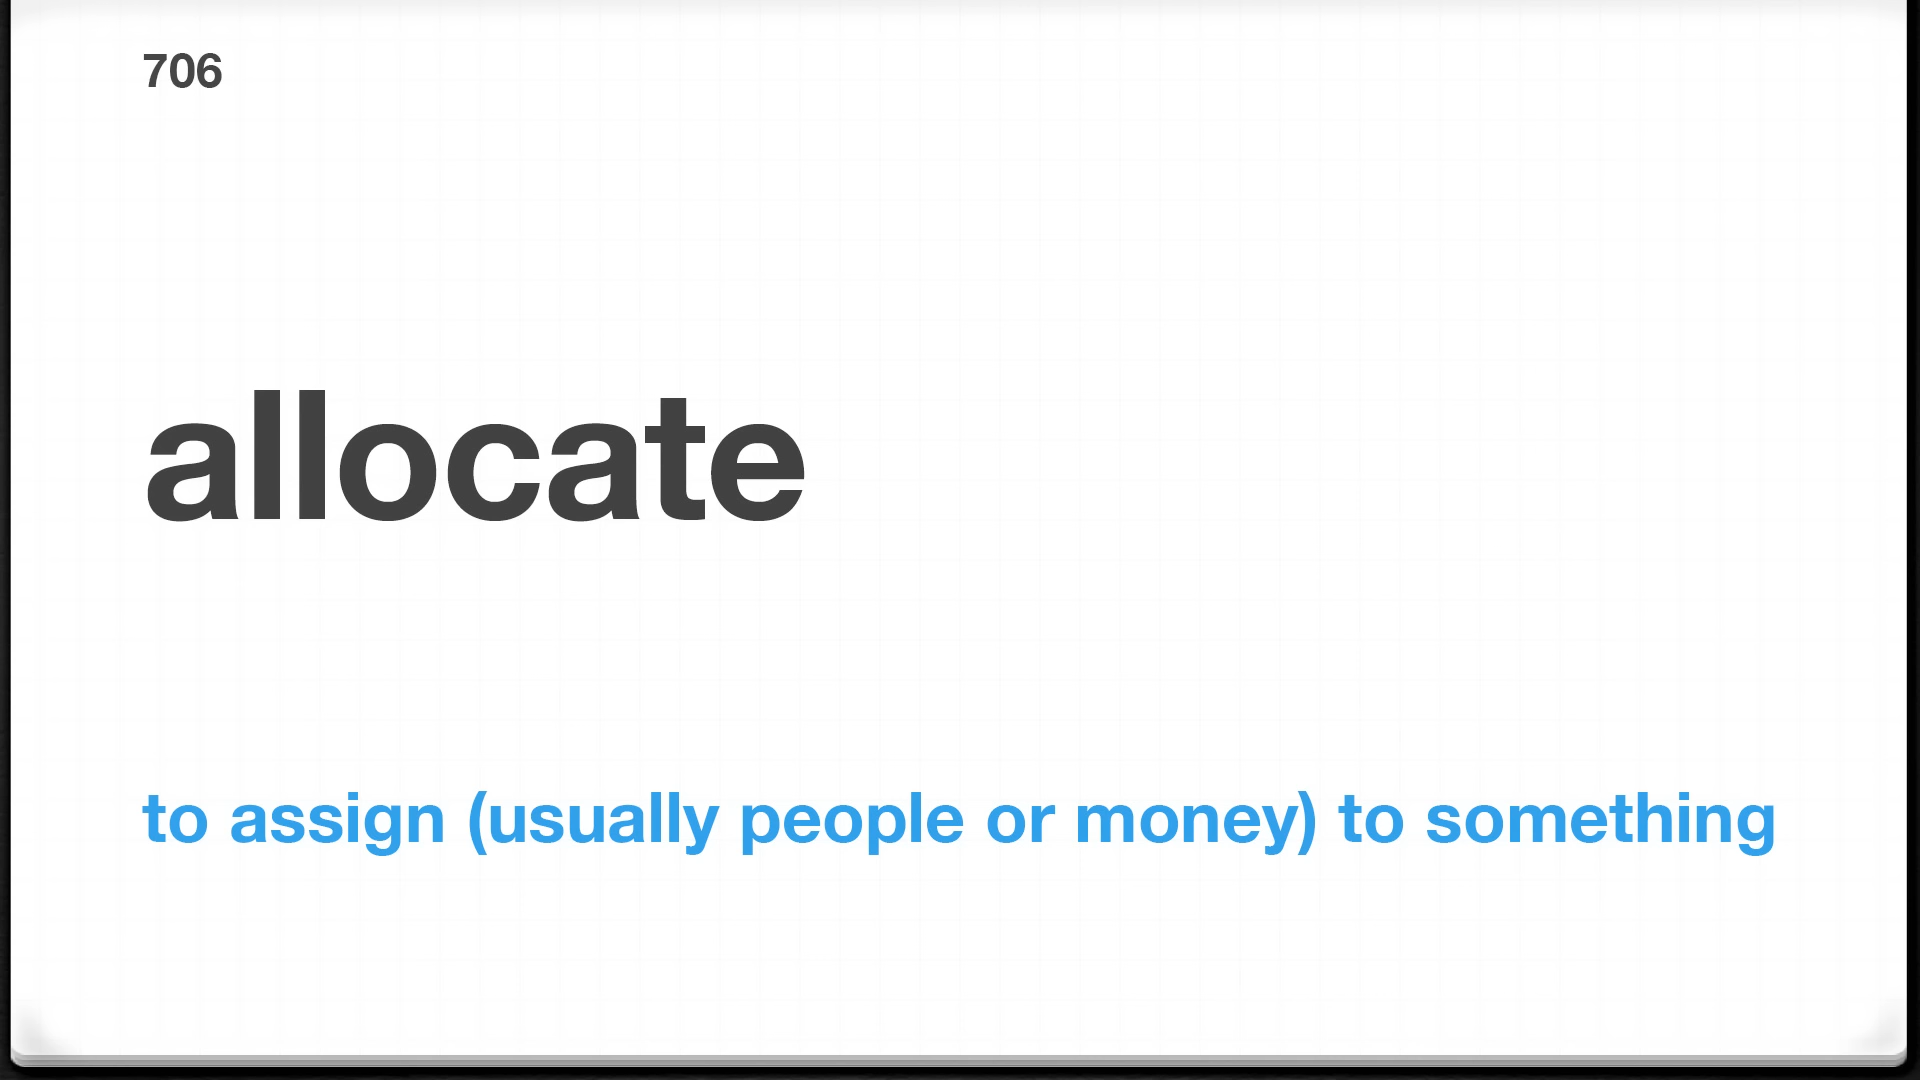 706
allocate
to assign (usually people or money) to something